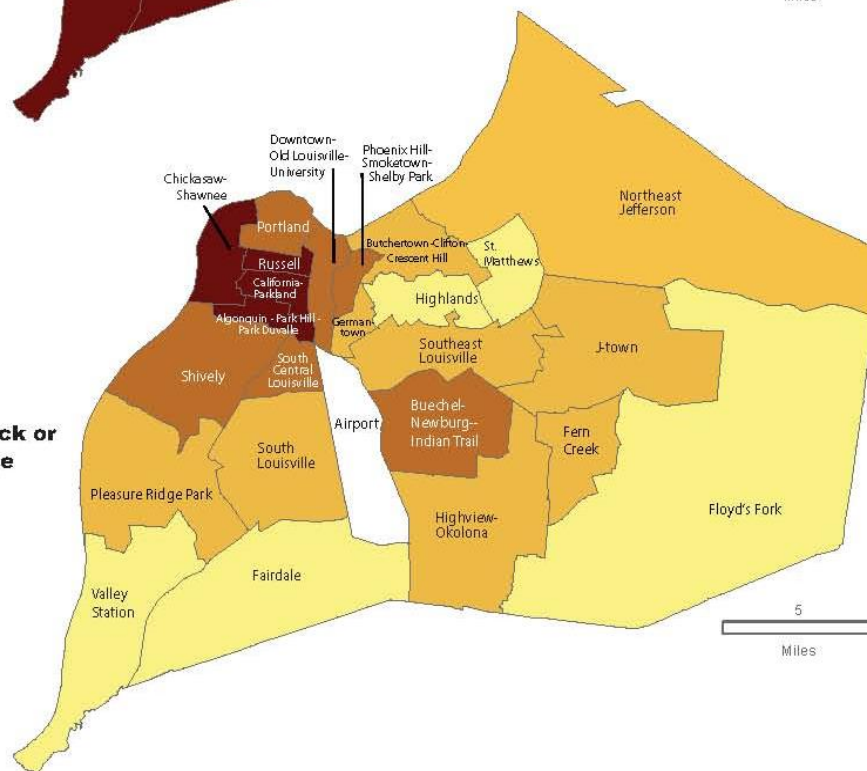 Miles.
Downtown-
Old Louisville-
University
Phoenix Hill-
Smoketown-
Shelby Park
Chickasaw-
Shawnee
Northeast
Jefferson
Portland
Butchertown-Clifton-
Crescent Hill
St.
Matthews
Russell
California-
Parkland
Highlands
Algonquin - Park Hill -
Park Duvalle
German-
town
Southeast
Louisville
J-town
Shively
South
Central
Louisville
Buechel-
Newburg--
Indian Trail
Airport
ck or
e
Fern
Creek
South
Louisville
Pleasure Ridge Park
Floyd's Fork
Highview-
Okolona
Fairdale
Valley
Station
5
Miles